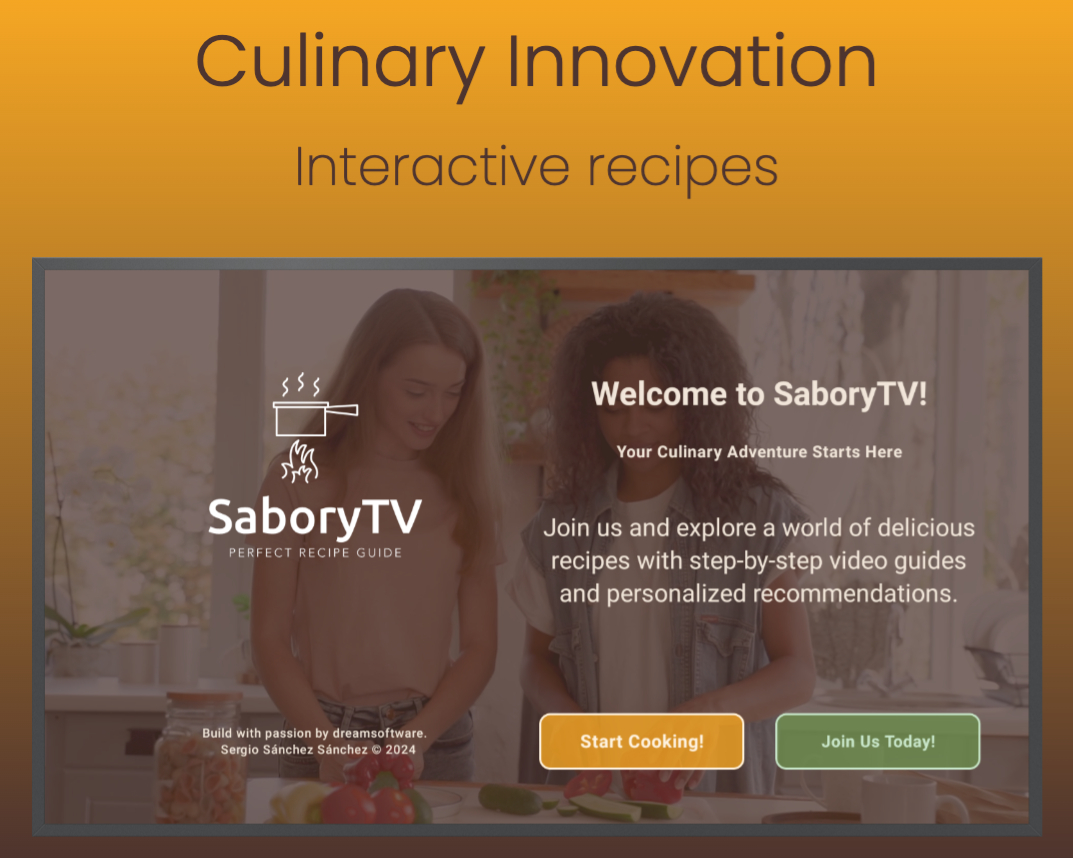 Culinary Innovation
Interactive recipes
SaboryTV
PERFECT RECIPE GUIDE
Build with passion by dreamsoftware.
Sergio Sánchez Sánchez © 2024
Welcome to SaboryTV!
Your Culinary Adventure Starts Here
Join us and explore a world of delicious
recipes with step-by-step video guides
and personalized recommendations.
Start Cooking!
Join Us Today!